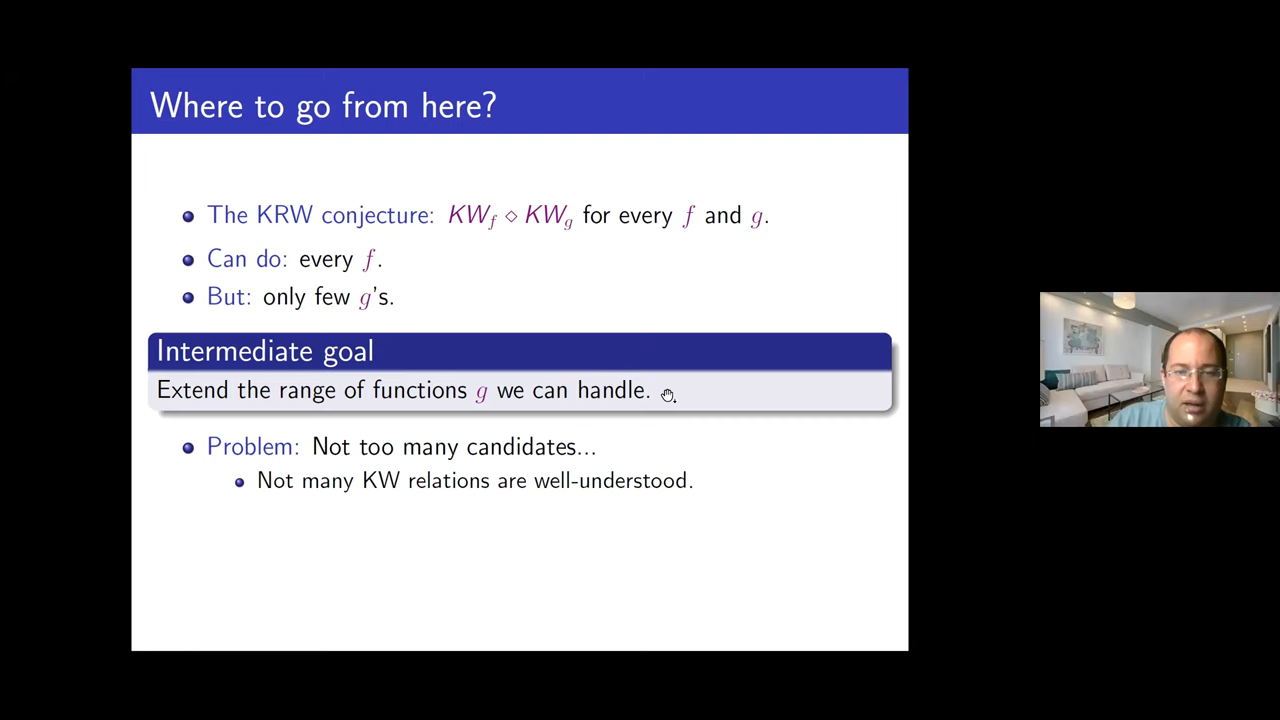 Where to go from here?
The KRW conjecture: KW_f ⋄ KW_g for every f and g.
Can do: every f.
But: only few g's.
Intermediate goal
Extend the range of functions g we can handle.
Problem: Not too many candidates...
Not many KW relations are well-understood.